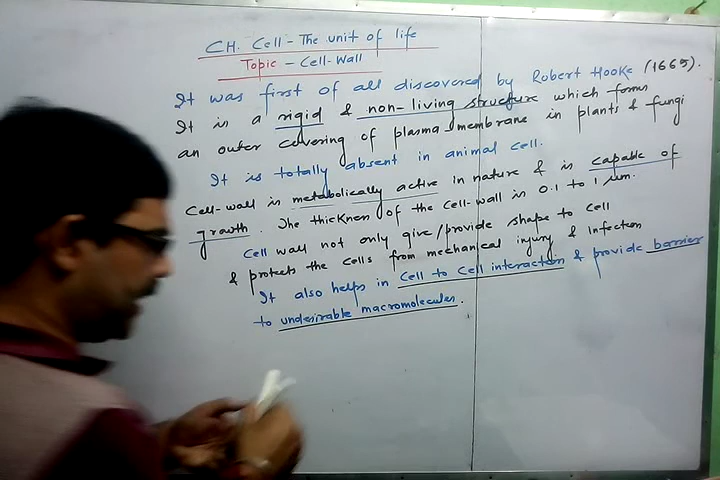 CH. Cell - The unit of life
Topic - Cell-Wall
It was first of all discovered by Robert Hooke (1665).
It is a rigid & non-living structure which forms
an outer covering of plasma membrane in plants & fungi
It is totally absent in animal cell.
Cell-wall is metabolically active in nature & is capable of
growth. The thickness of the cell-wall is 0.1 to 1 µm.
Cell wall not only give/provide shape to cell
& protects the cells from mechanical injury & Infection
It also helps in cell to cell interaction & provide barrier
to undesirable macromolecules.